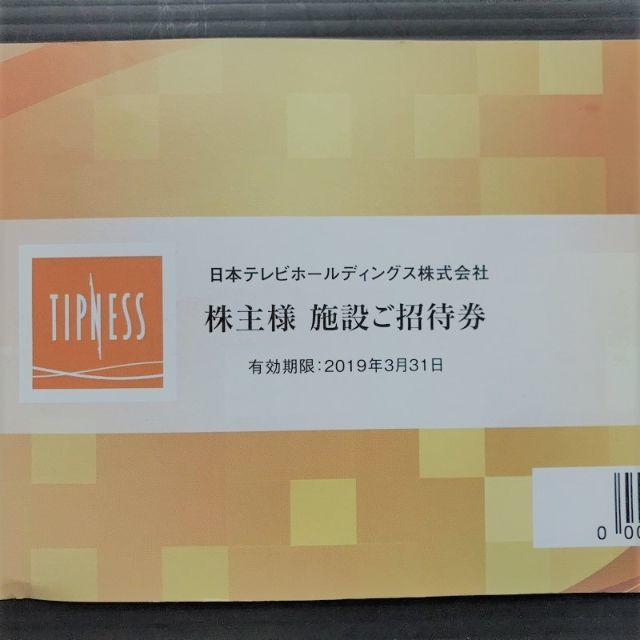 日本テレビホールディングス株式会社
TIPNESS
株主様 施設ご招待券
有効期限:2019年3月31日
0 00